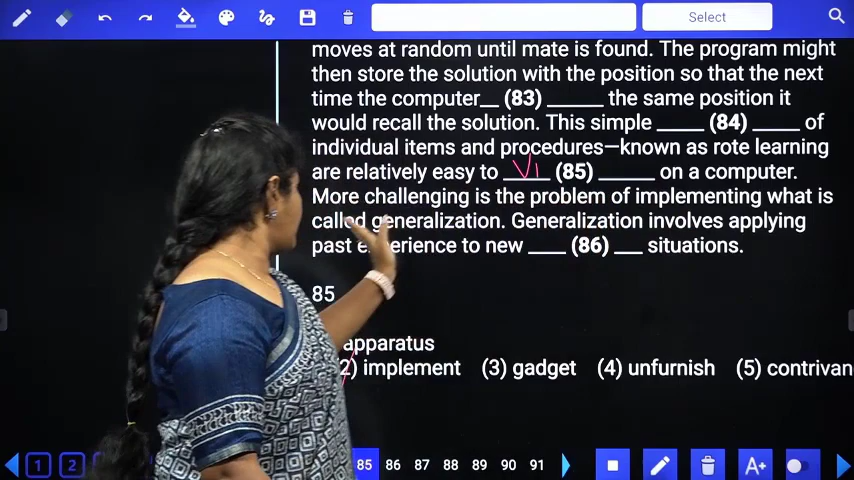 Select
moves at random until mate is found. The program might
then store the solution with the position so that the next
time the computer__ (83) _____ the same position it
would recall the solution. This simple ____ (84) ____ of
individual items and procedures—known as rote learning
are relatively easy to ____ (85) _____ on a computer.
More challenging is the problem of implementing what is
called generalization. Generalization involves applying
past experience to new ____ (86) ___ situations.
85
apparatus
(2) implement (3) gadget (4) unfurnish (5) contrivan
1 2 85 86 87 88 89 90 91
A+